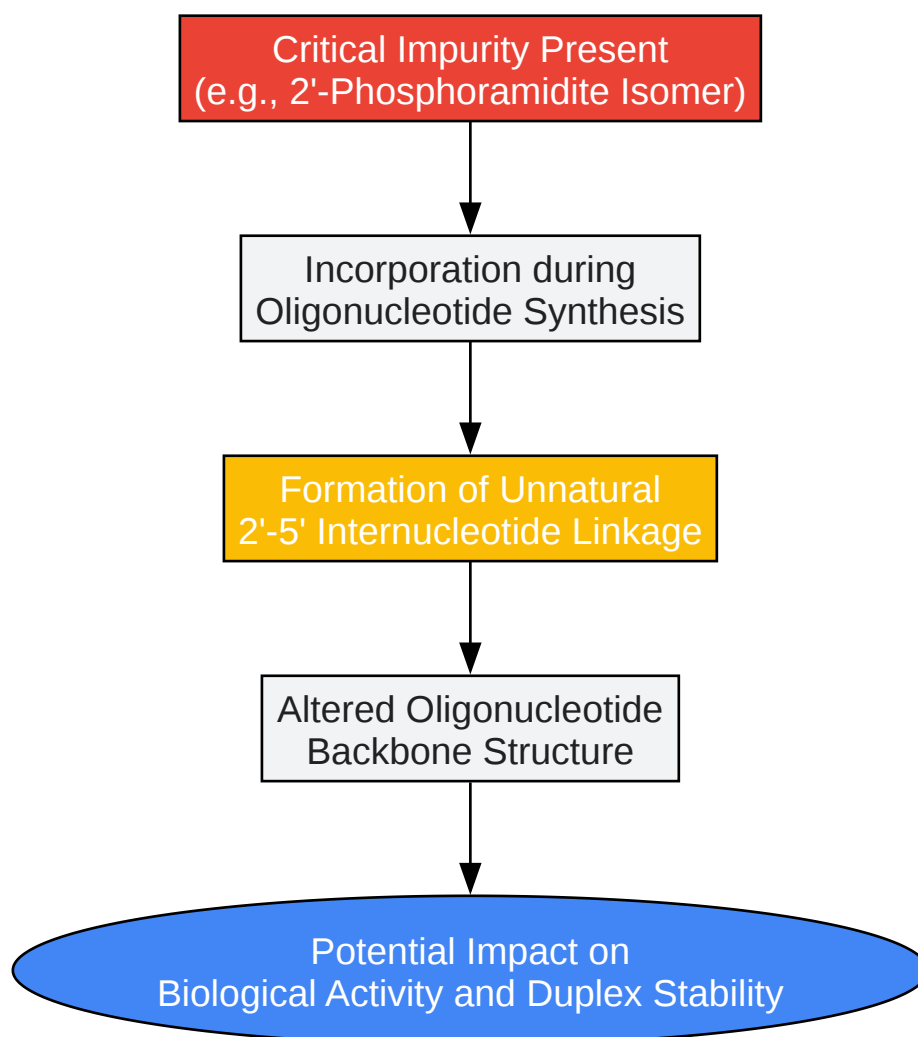 Critical Impurity Present
(e.g., 2'-Phosphoramidite Isomer)
Incorporation during
Oligonucleotide Synthesis
Formation of Unnatural
2'-5' Internucleotide Linkage
Altered Oligonucleotide
Backbone Structure
Potential Impact on
Biological Activity and Duplex Stability